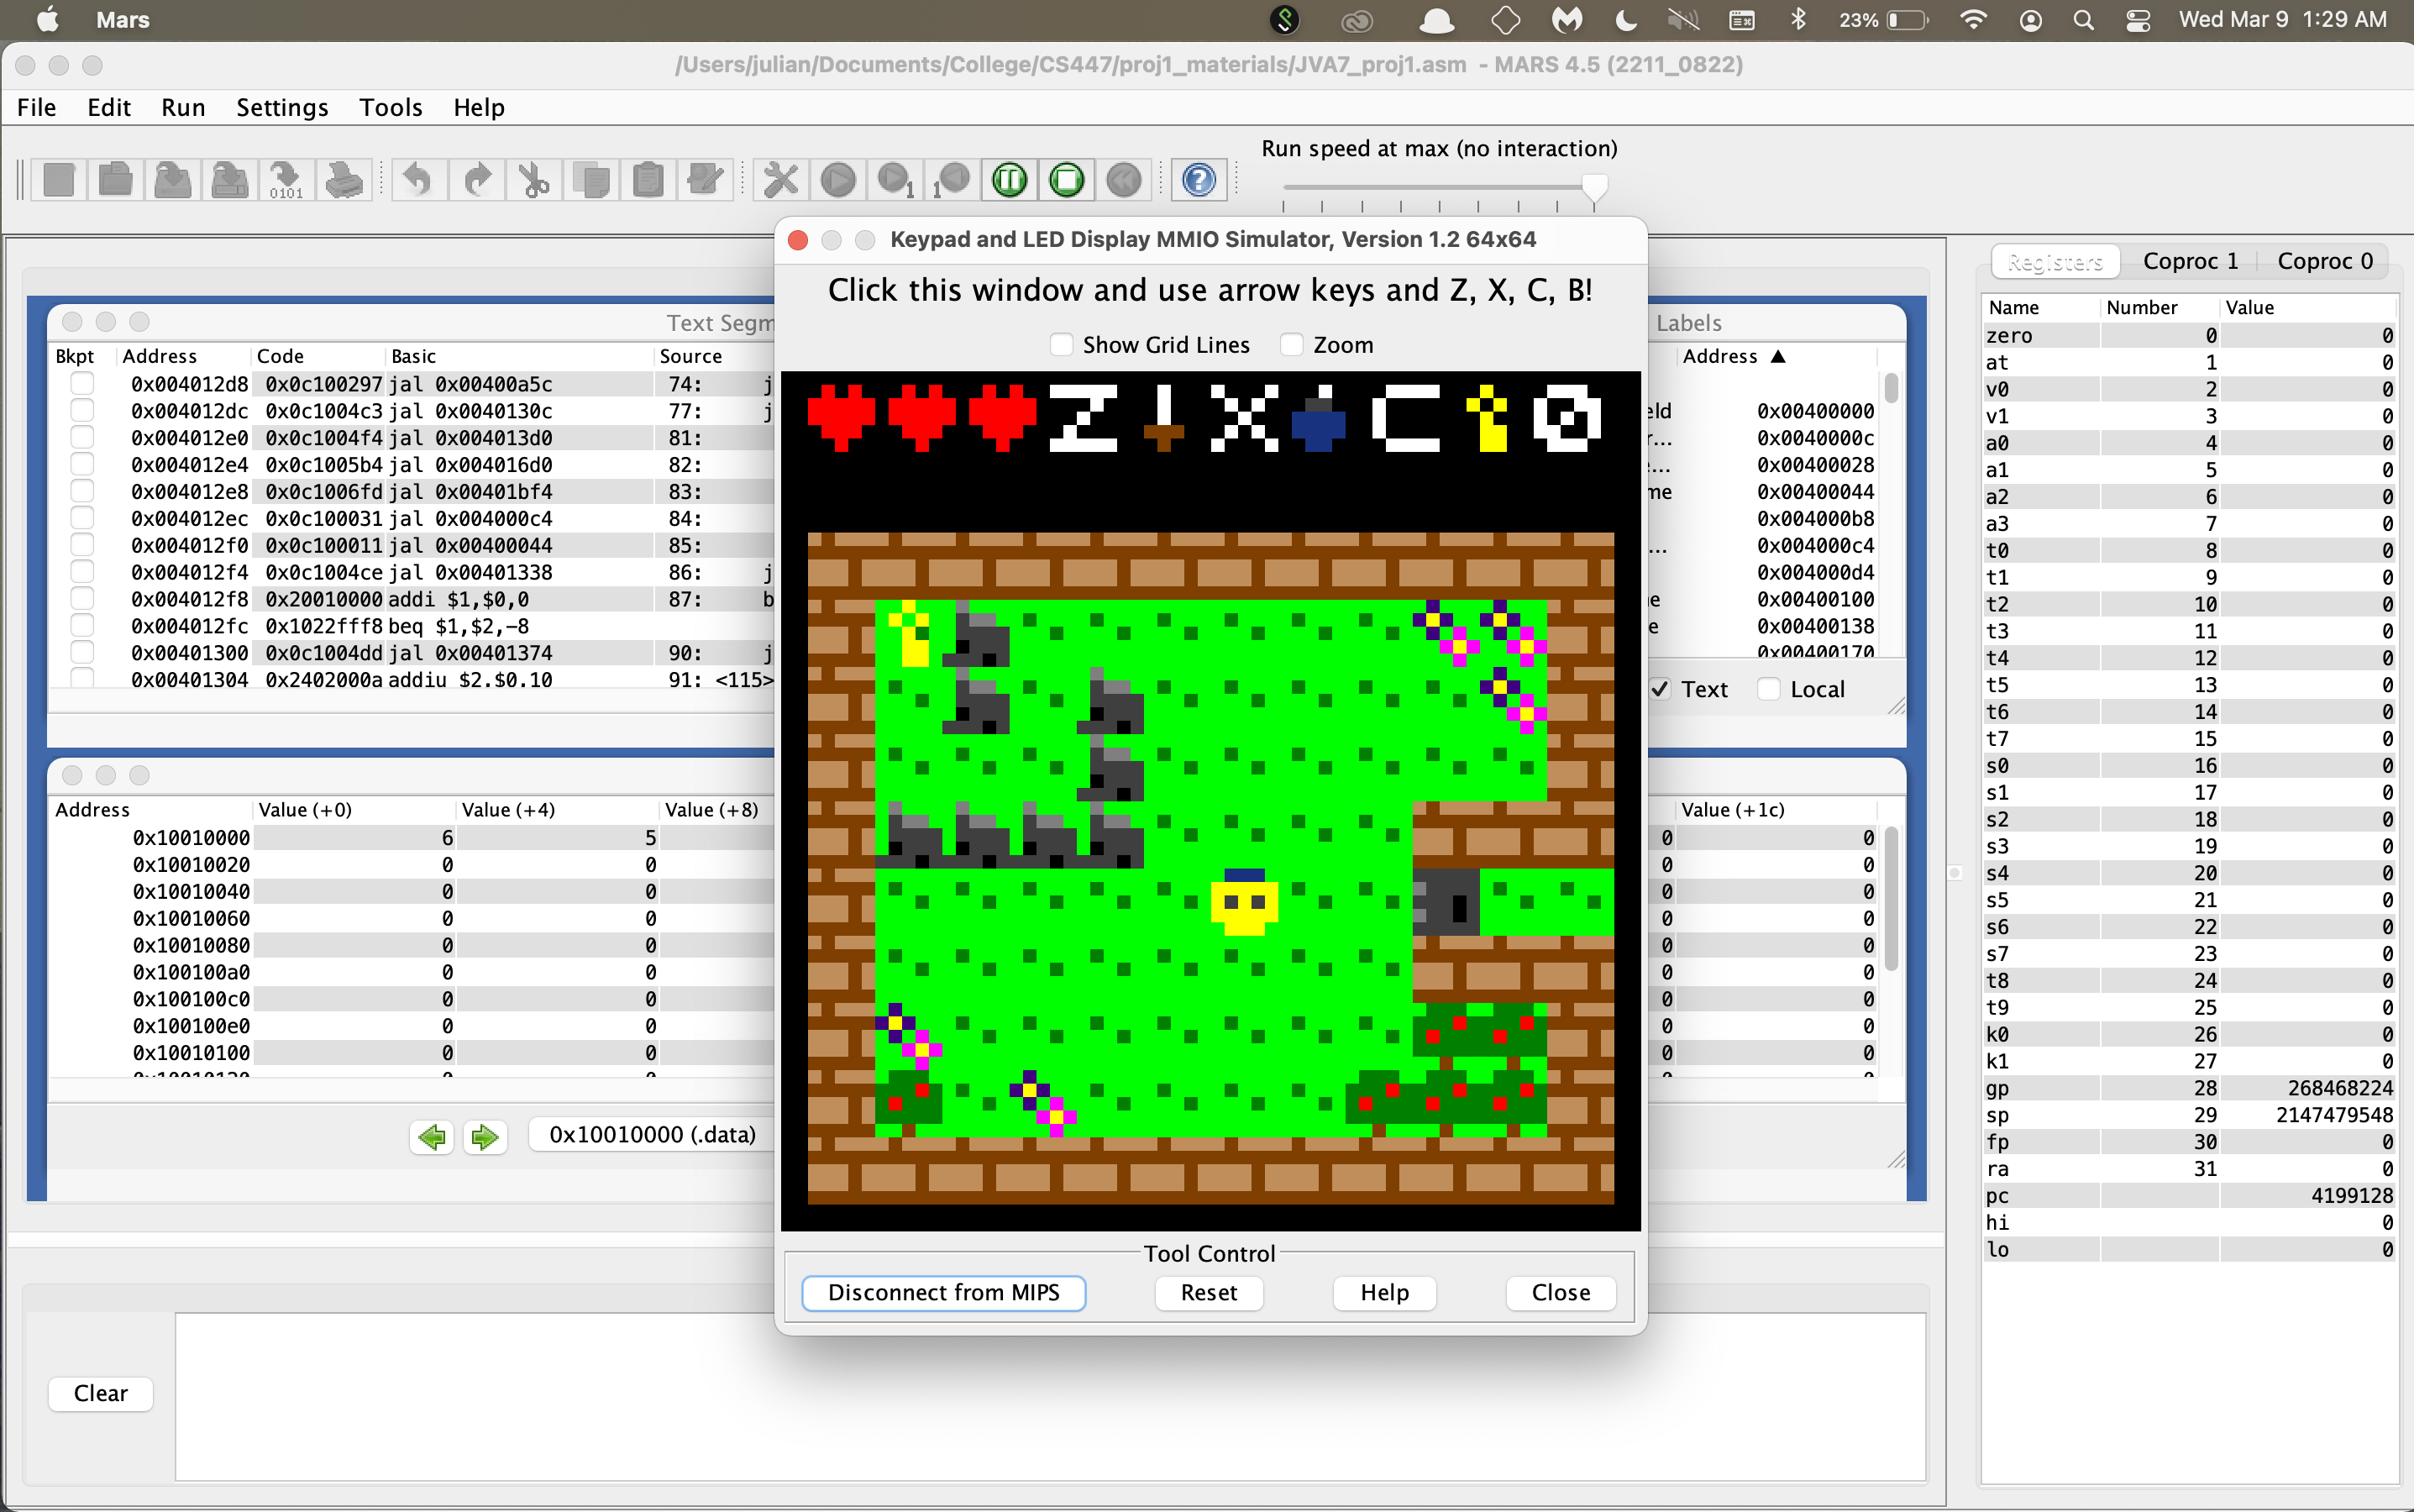 Mars
23%
Wed Mar 9 1:29 AM
/Users/julian/Documents/College/CS447/proj1_materials/JVA7_proj1.asm - MARS 4.5 (2211_0822)
File Edit Run Settings Tools Help
Run speed at max (no interaction)
0101
1
1
?
Text Segm
Bkpt Address Code Basic Source
0x004012d8 0x0c100297 jal 0x00400a5c 74: j
0x004012dc 0x0c1004c3 jal 0x0040130c 77: j
0x004012e0 0x0c1004f4 jal 0x004013d0 81:
0x004012e4 0x0c1005b4 jal 0x004016d0 82:
0x004012e8 0x0c1006fd jal 0x00401bf4 83:
0x004012ec 0x0c100031 jal 0x004000c4 84:
0x004012f0 0x0c100011 jal 0x00400044 85:
0x004012f4 0x0c1004ce jal 0x00401338 86: j
0x004012f8 0x20010000 addi $1,$0,0 87: b
0x004012fc 0x1022fff8 beq $1,$2,-8
0x00401300 0x0c1004dd jal 0x00401374 90: j
0x00401304 0x2402000a addiu $2,$0,10 91: <115>
Address Value (+0) Value (+4) Value (+8)
0x10010000 6 5
0x10010020 0 0
0x10010040 0 0
0x10010060 0 0
0x10010080 0 0
0x100100a0 0 0
0x100100c0 0 0
0x100100e0 0 0
0x10010100 0 0
0x10010120 0 0
0x10010000 (.data)
Clear
Keypad and LED Display MMIO Simulator, Version 1.2 64x64
Click this window and use arrow keys and Z, X, C, B!
Show Grid Lines Zoom
Z X C 0
Tool Control
Disconnect from MIPS Reset Help Close
Labels
Address ▲
eld 0x00400000
r... 0x0040000c
e... 0x00400028
me 0x00400044
0x004000b8
... 0x004000c4
0x004000d4
e 0x00400100
e 0x00400138
0x00400170
Text Local
Value (+1c)
0 0
0 0
0 0
0 0
0 0
0 0
0 0
0 0
0 0
0 0
Registers Coproc 1 Coproc 0
Name Number Value
zero 0 0
at 1 0
v0 2 0
v1 3 0
a0 4 0
a1 5 0
a2 6 0
a3 7 0
t0 8 0
t1 9 0
t2 10 0
t3 11 0
t4 12 0
t5 13 0
t6 14 0
t7 15 0
s0 16 0
s1 17 0
s2 18 0
s3 19 0
s4 20 0
s5 21 0
s6 22 0
s7 23 0
t8 24 0
t9 25 0
k0 26 0
k1 27 0
gp 28 268468224
sp 29 2147479548
fp 30 0
ra 31 0
pc 4199128
hi 0
lo 0